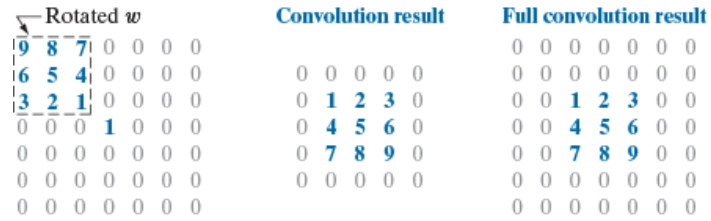 Rotated w
9 8 7 0 0 0 0
6 5 4 0 0 0 0
3 2 1 0 0 0 0
0 0 0 1 0 0 0
0 0 0 0 0 0 0
0 0 0 0 0 0 0
0 0 0 0 0 0 0
Convolution result
0 0 0 0 0
0 1 2 3 0
0 4 5 6 0
0 7 8 9 0
0 0 0 0 0
Full convolution result
0 0 0 0 0 0 0
0 0 0 0 0 0 0
0 0 1 2 3 0 0
0 0 4 5 6 0 0
0 0 7 8 9 0 0
0 0 0 0 0 0 0
0 0 0 0 0 0 0